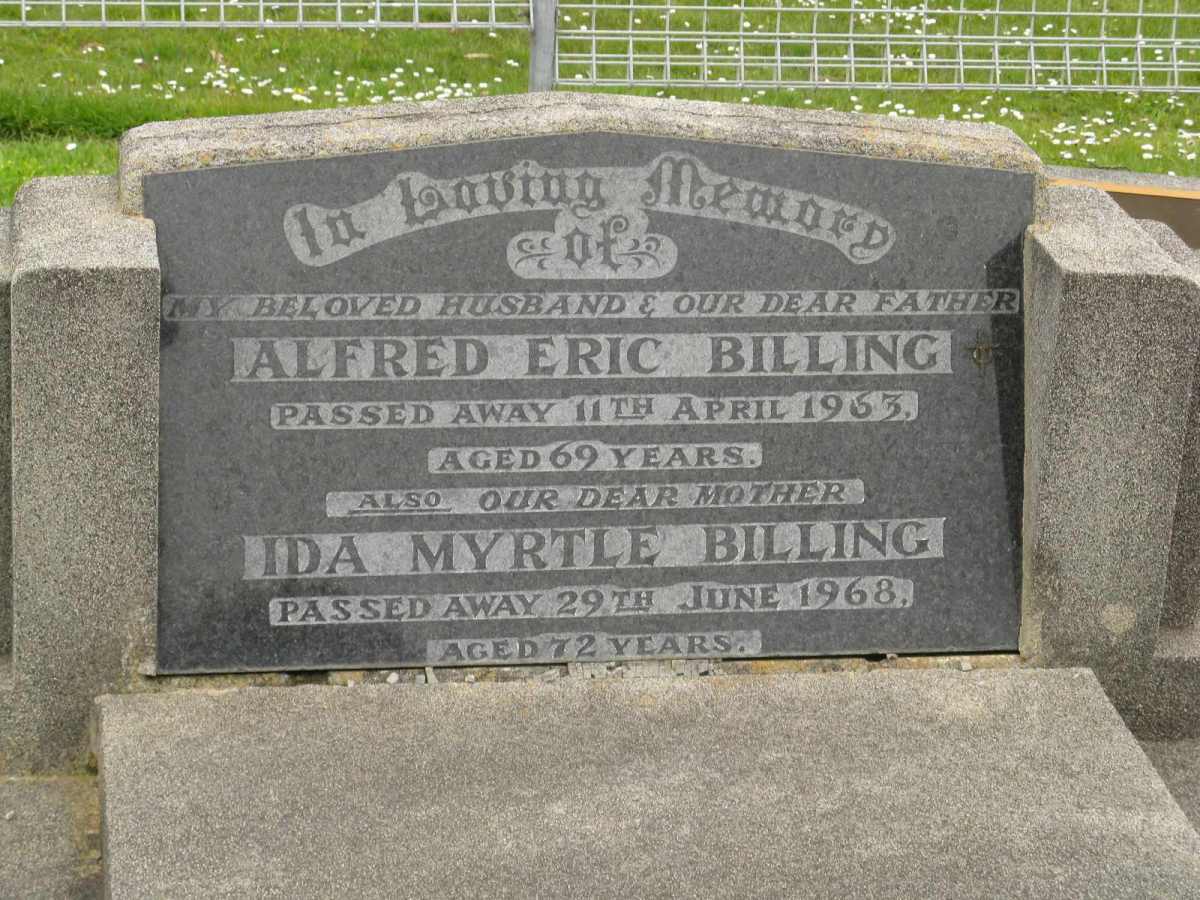 In Loving Memory
of
MY BELOVED HUSBAND & OUR DEAR FATHER
ALFRED ERIC BILLING
PASSED AWAY 11TH APRIL 1963,
AGED 69 YEARS.
ALSO OUR DEAR MOTHER
IDA MYRTLE BILLING
PASSED AWAY 29TH JUNE 1968,
AGED 72 YEARS.